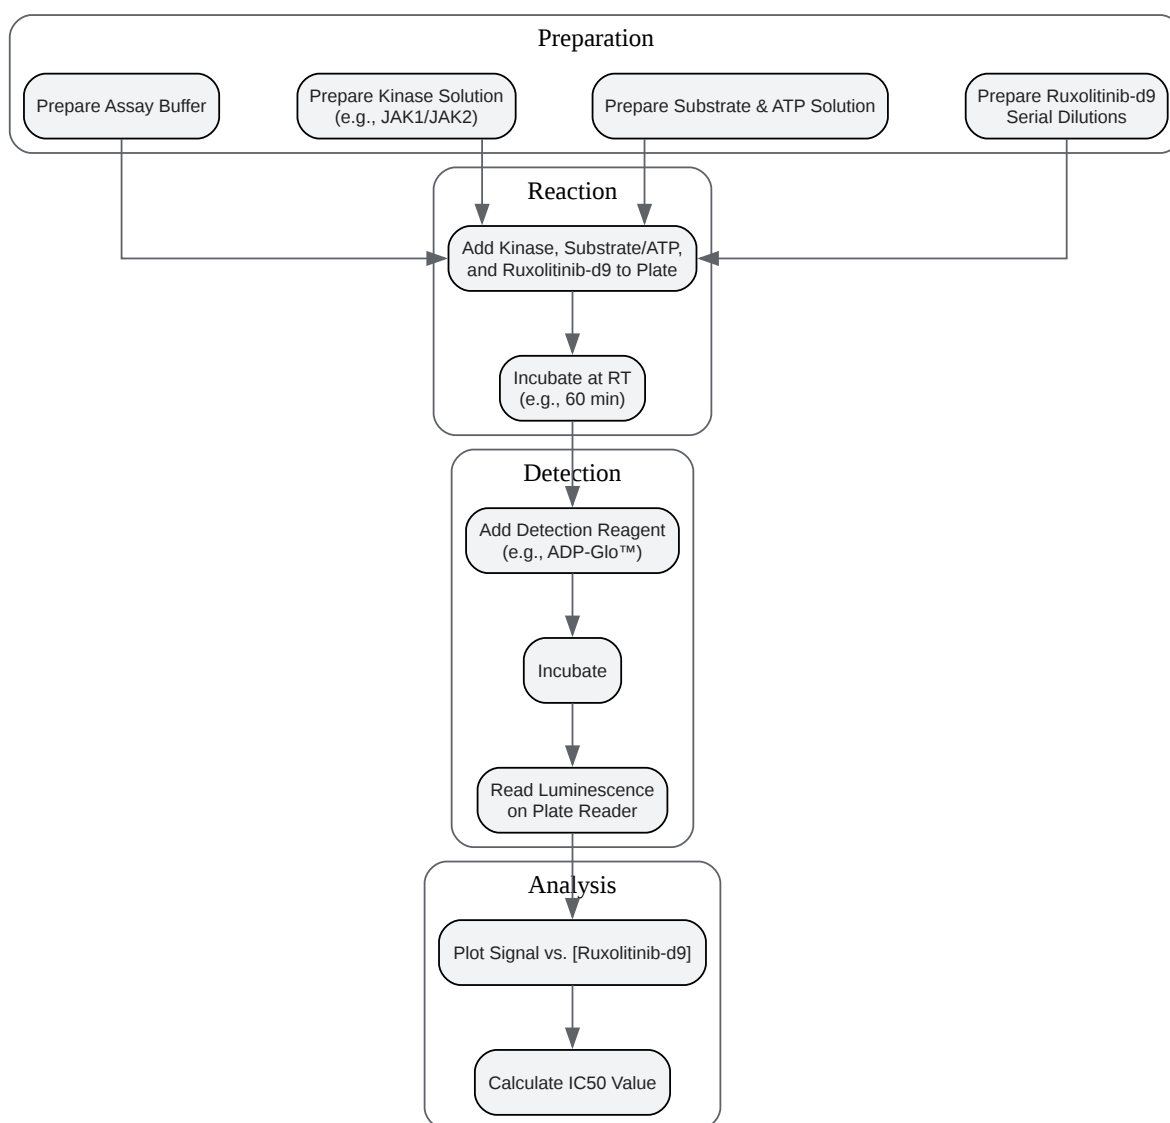 Preparation
Prepare Assay Buffer
Prepare Kinase Solution
(e.g., JAK1/JAK2)
Prepare Substrate & ATP Solution
Prepare Ruxolitinib-d9
Serial Dilutions
Reaction
Add Kinase, Substrate/ATP,
and Ruxolitinib-d9 to Plate
Incubate at RT
(e.g., 60 min)
Detection
Add Detection Reagent
(e.g., ADP-Glo™)
Incubate
Read Luminescence
on Plate Reader
Analysis
Plot Signal vs. [Ruxolitinib-d9]
Calculate IC50 Value